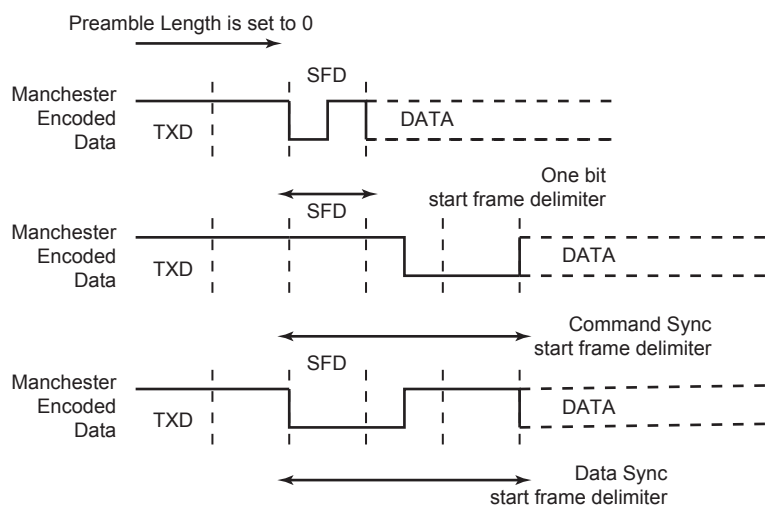 Preamble Length is set to 0
SFD
Manchester
Encoded
Data
TXD
DATA
One bit
start frame delimiter
SFD
Manchester
Encoded
Data
TXD
DATA
Command Sync
start frame delimiter
SFD
Manchester
Encoded
Data
TXD
DATA
Data Sync
start frame delimiter